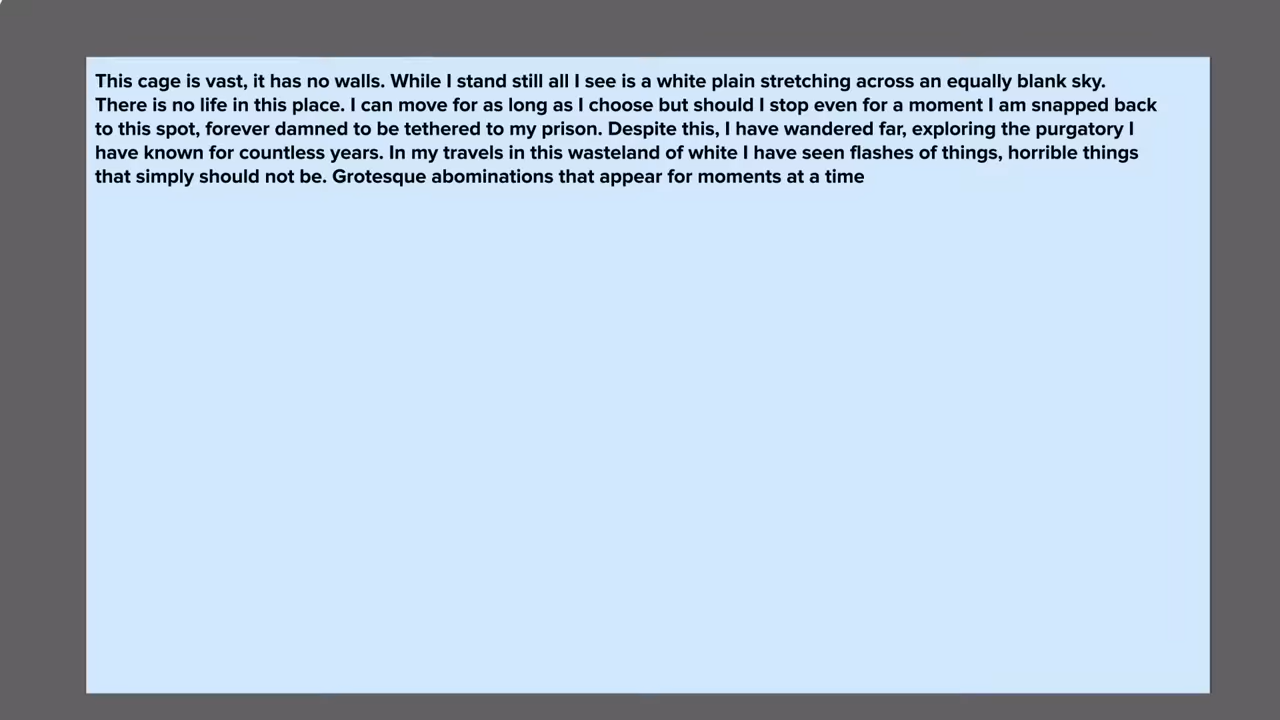 This cage is vast, it has no walls. While I stand still all I see is a white plain stretching across an equally blank sky.
There is no life in this place. I can move for as long as I choose but should I stop even for a moment I am snapped back
to this spot, forever damned to be tethered to my prison. Despite this, I have wandered far, exploring the purgatory I
have known for countless years. In my travels in this wasteland of white I have seen flashes of things, horrible things
that simply should not be. Grotesque abominations that appear for moments at a time